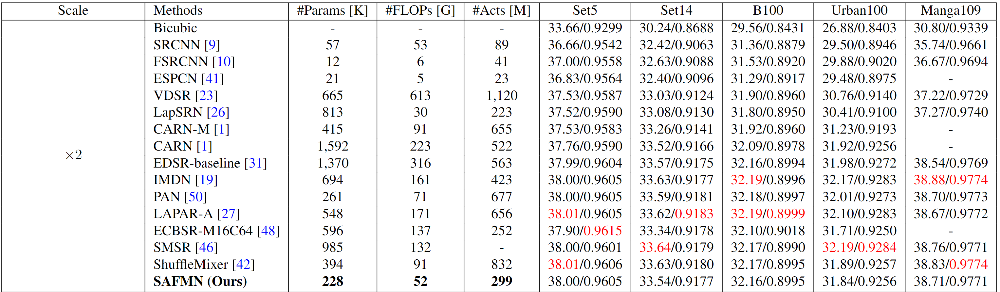 Scale Methods #Params [K] #FLOPs [G] #Acts [M] Set5 Set14 B100 Urban100 Manga109
Bicubic - - - 33.66/0.9299 30.24/0.8688 29.56/0.8431 26.88/0.8403 30.80/0.9339
SRCNN [9] 57 53 89 36.66/0.9542 32.42/0.9063 31.36/0.8879 29.50/0.8946 35.74/0.9661
FSRCNN [10] 12 6 41 37.00/0.9558 32.63/0.9088 31.53/0.8920 29.88/0.9020 36.67/0.9694
ESPCN [41] 21 5 23 36.83/0.9564 32.40/0.9096 31.29/0.8917 29.48/0.8975 -
VDSR [23] 665 613 1,120 37.53/0.9587 33.03/0.9124 31.90/0.8960 30.76/0.9140 37.22/0.9729
LapSRN [26] 813 30 223 37.52/0.9590 33.08/0.9130 31.80/0.8950 30.41/0.9100 37.27/0.9740
CARN-M [1] 415 91 655 37.53/0.9583 33.26/0.9141 31.92/0.8960 31.23/0.9193 -
CARN [1] 1,592 223 522 37.76/0.9590 33.52/0.9166 32.09/0.8978 31.92/0.9256 -
×2
EDSR-baseline [31] 1,370 316 563 37.99/0.9604 33.57/0.9175 32.16/0.8994 31.98/0.9272 38.54/0.9769
IMDN [19] 694 161 423 38.00/0.9605 33.63/0.9177 32.19/0.8996 32.17/0.9283 38.88/0.9774
PAN [50] 261 71 677 38.00/0.9605 33.59/0.9181 32.18/0.8997 32.01/0.9273 38.70/0.9773
LAPAR-A [27] 548 171 656 38.01/0.9605 33.62/0.9183 32.19/0.8999 32.10/0.9283 38.67/0.9772
ECBSR-M16C64 [48] 596 137 252 37.90/0.9615 33.34/0.9178 32.10/0.9018 31.71/0.9250 -
SMSR [46] 985 132 - 38.00/0.9601 33.64/0.9179 32.17/0.8990 32.19/0.9284 38.76/0.9771
ShuffleMixer [42] 394 91 832 38.01/0.9606 33.63/0.9180 32.17/0.8995 31.89/0.9257 38.83/0.9774
SAFMN (Ours) 228 52 299 38.00/0.9605 33.54/0.9177 32.16/0.8995 31.84/0.9256 38.71/0.9771